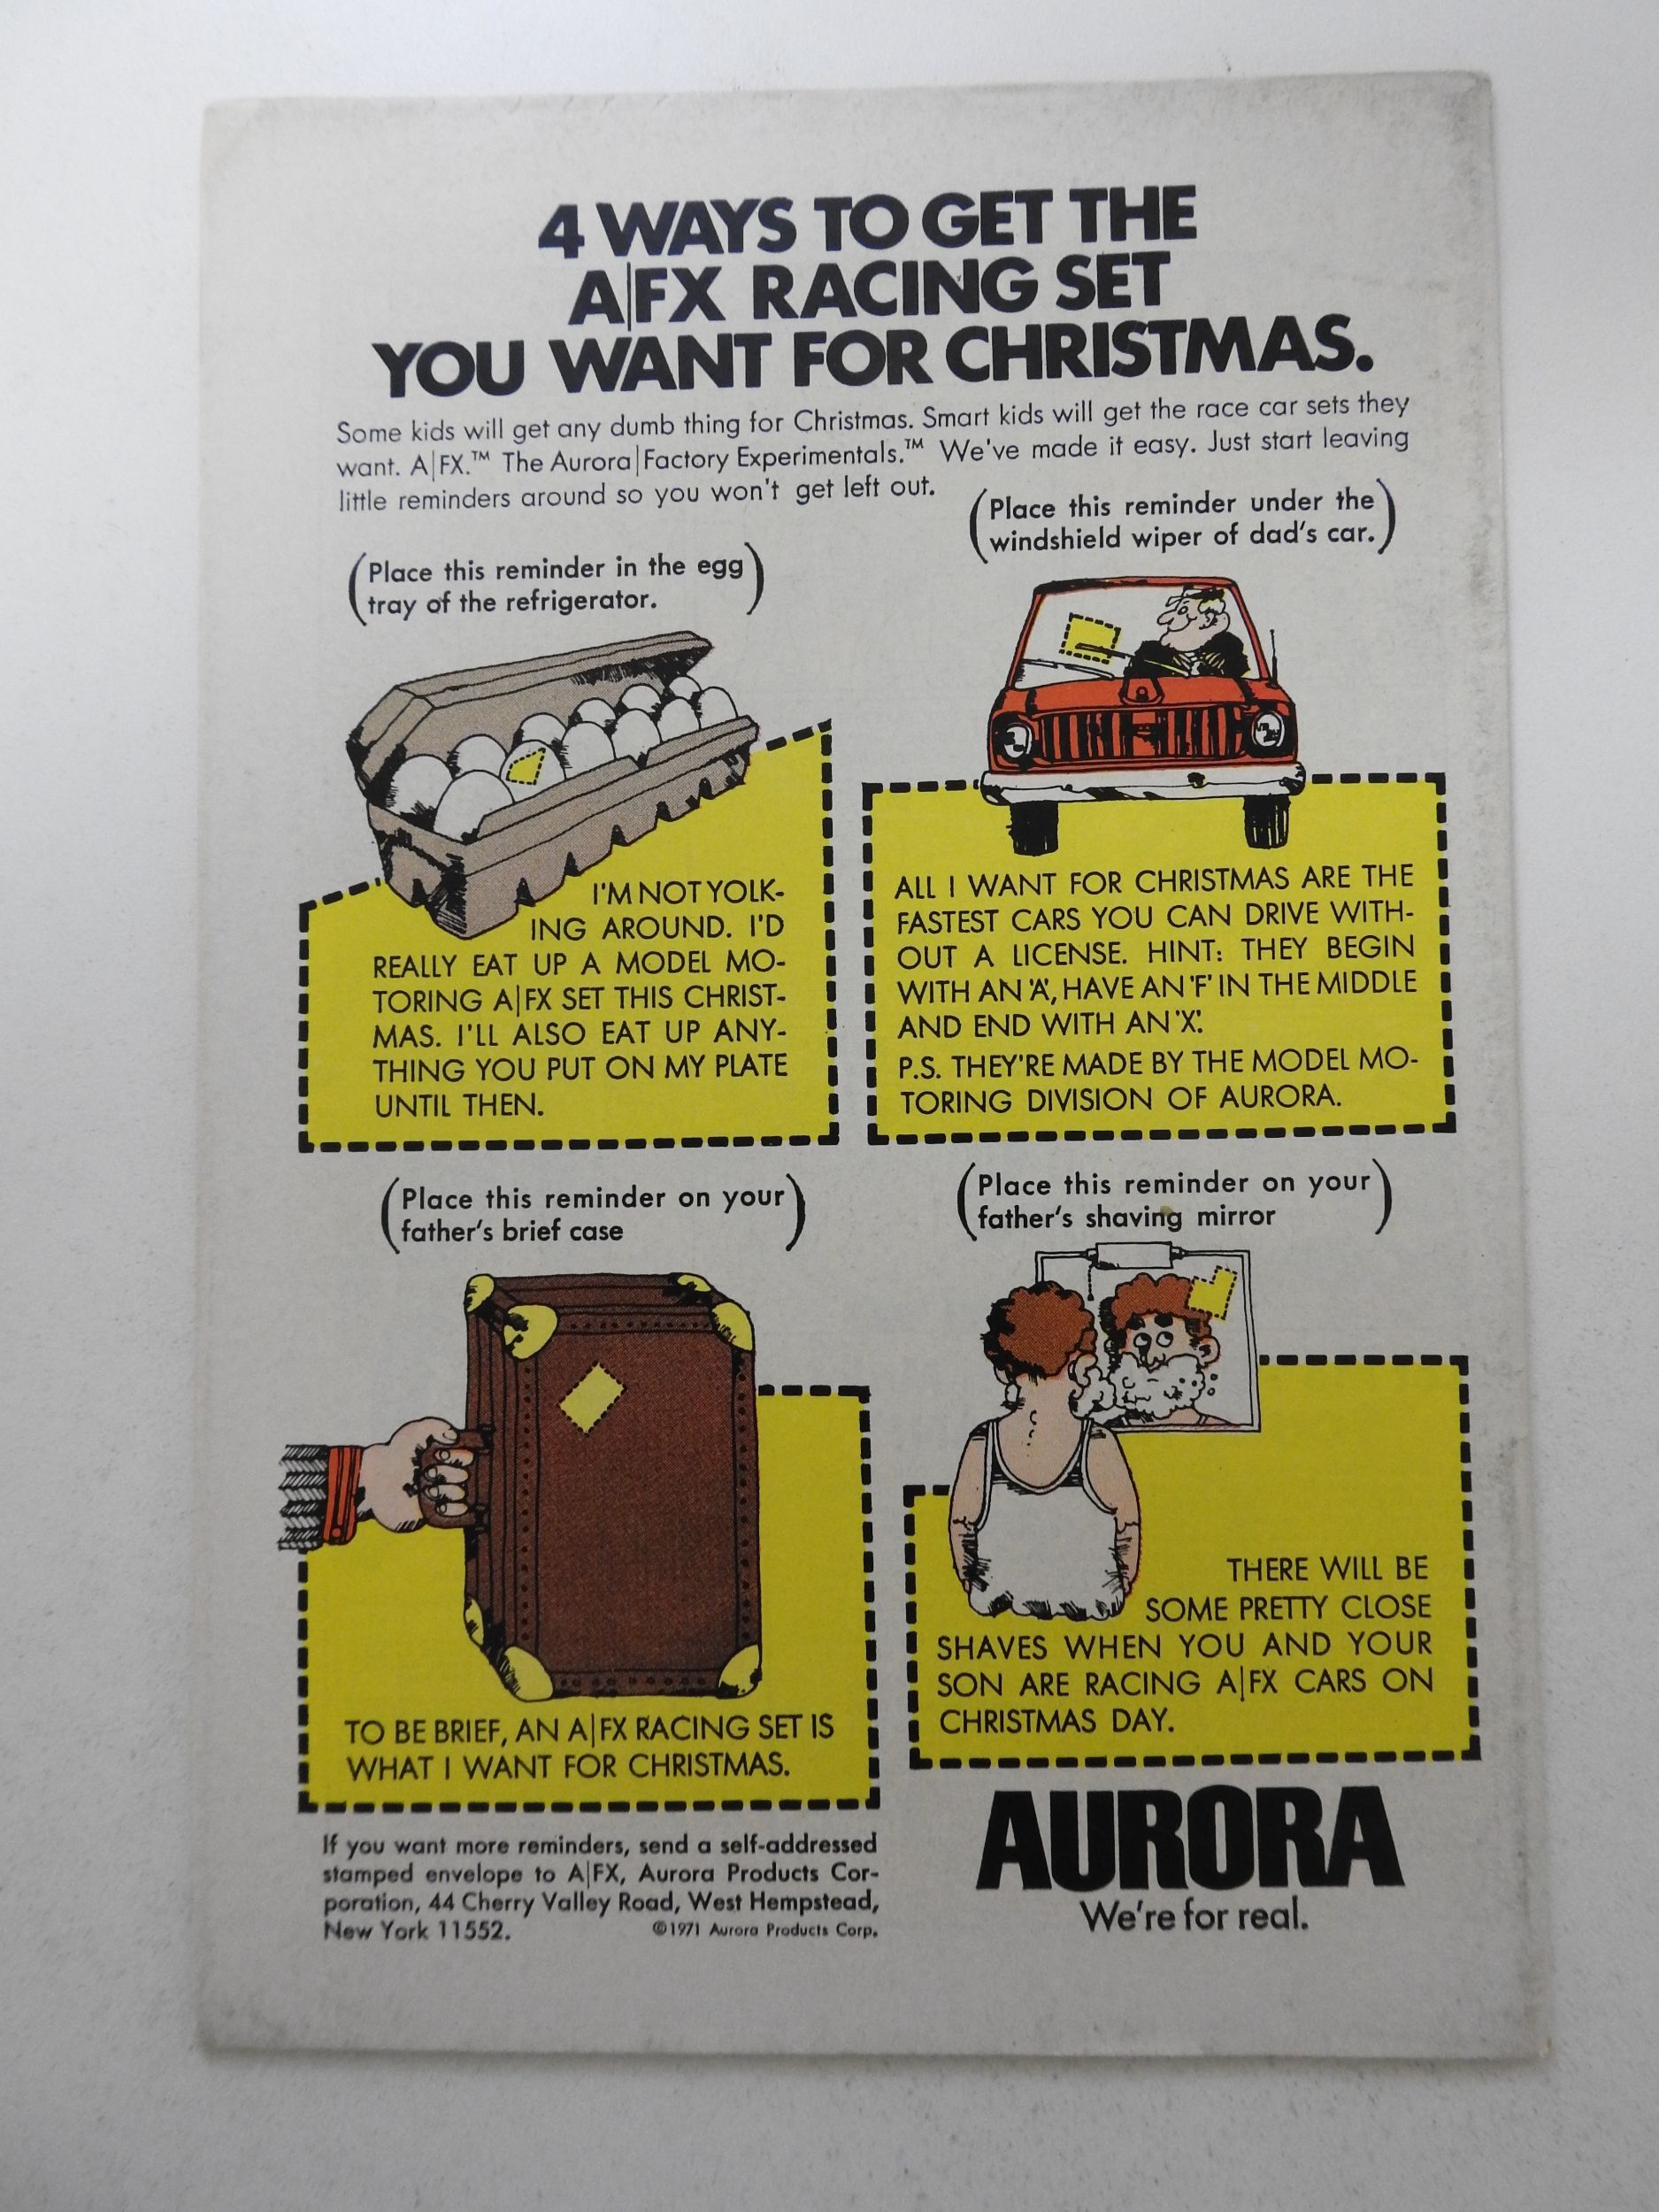 4 WAYS TO GET THE
A|FX RACING SET
YOU WANT FOR CHRISTMAS.
Some kids will get any dumb thing for Christmas. Smart kids will get the race car sets they
want. A|FX.™ The Aurora|Factory Experimentals.™ We've made it easy. Just start leaving
little reminders around so you won't get left out.
(Place this reminder in the egg
tray of the refrigerator.)
I'M NOT YOLK-
ING AROUND. I'D
REALLY EAT UP A MODEL MO-
TORING A|FX SET THIS CHRIST-
MAS. I'LL ALSO EAT UP ANY-
THING YOU PUT ON MY PLATE
UNTIL THEN.
(Place this reminder under the
windshield wiper of dad's car.)
ALL I WANT FOR CHRISTMAS ARE THE
FASTEST CARS YOU CAN DRIVE WITH-
OUT A LICENSE. HINT: THEY BEGIN
WITH AN 'A', HAVE AN 'F' IN THE MIDDLE
AND END WITH AN 'X'.
P.S. THEY'RE MADE BY THE MODEL MO-
TORING DIVISION OF AURORA.
(Place this reminder on your
father's brief case)
TO BE BRIEF, AN A|FX RACING SET IS
WHAT I WANT FOR CHRISTMAS.
(Place this reminder on your
father's shaving mirror)
THERE WILL BE
SOME PRETTY CLOSE
SHAVES WHEN YOU AND YOUR
SON ARE RACING A|FX CARS ON
CHRISTMAS DAY.
If you want more reminders, send a self-addressed
stamped envelope to A|FX, Aurora Products Cor-
poration, 44 Cherry Valley Road, West Hempstead,
New York 11552. ©1971 Aurora Products Corp.
AURORA
We're for real.